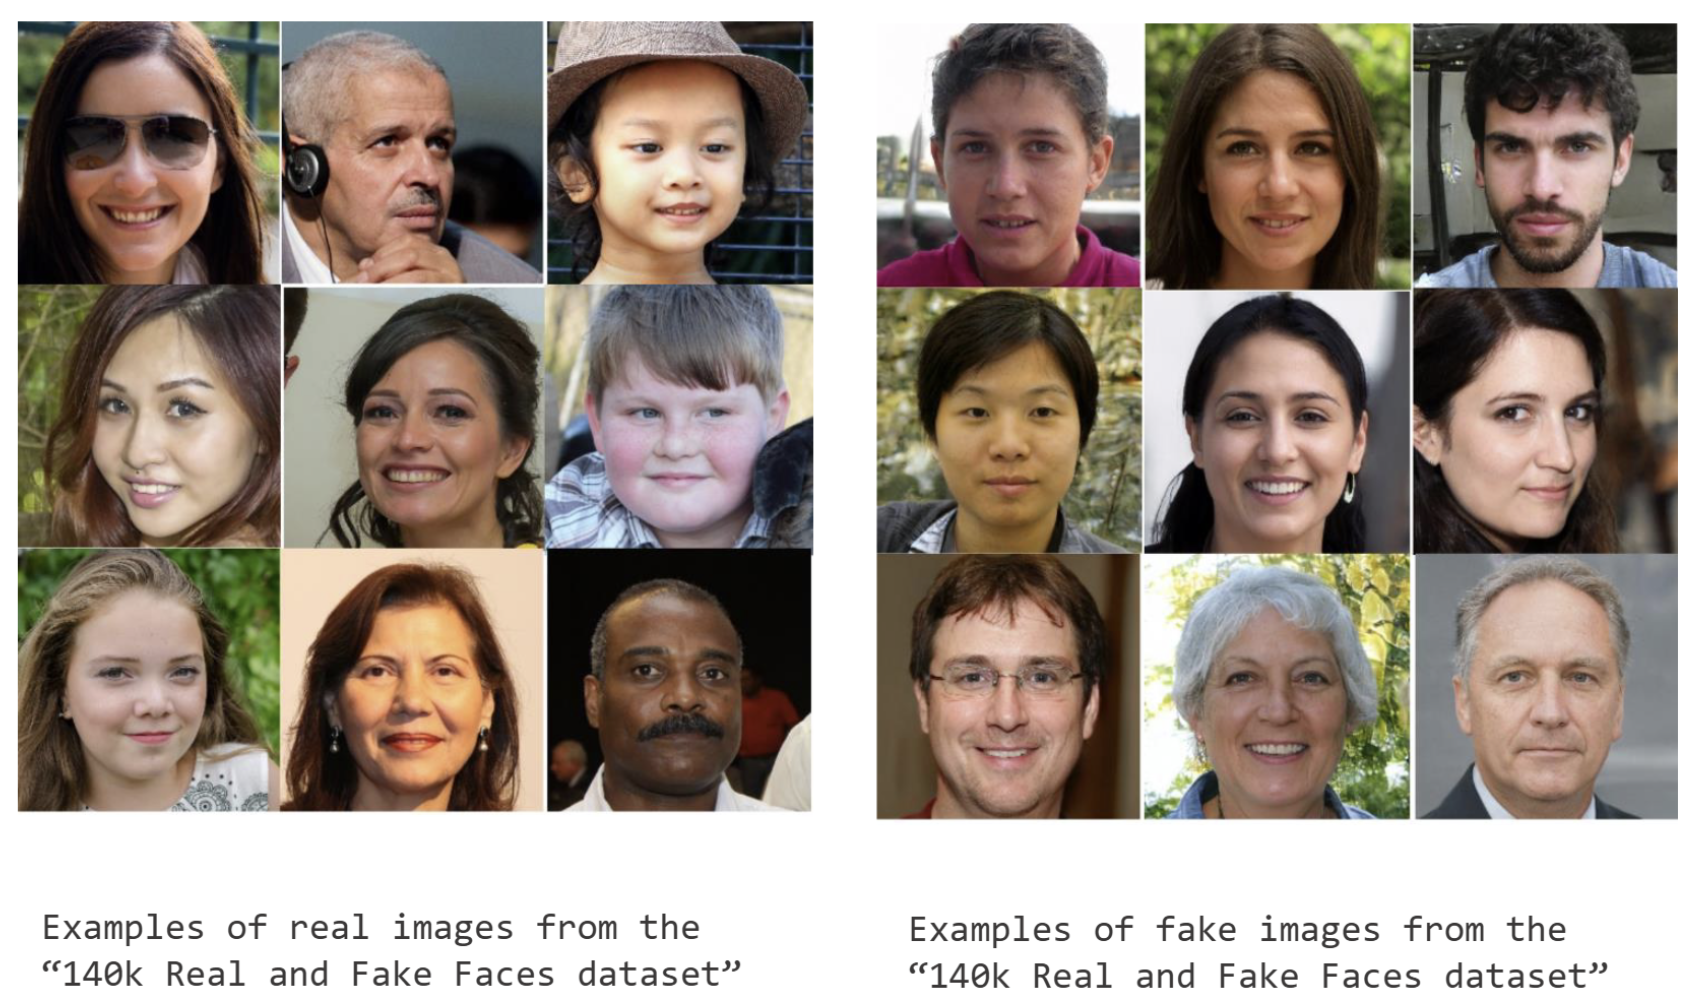 Examples of real images from the
“140k Real and Fake Faces dataset”
Examples of fake images from the
“140k Real and Fake Faces dataset”